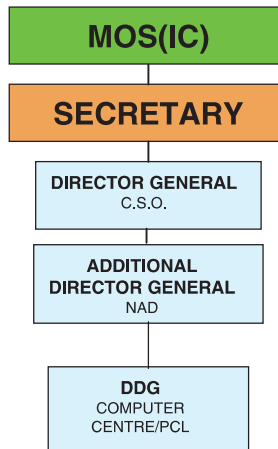 MOS(IC)
SECRETARY
DIRECTOR GENERAL
C.S.O.
ADDITIONAL
DIRECTOR GENERAL
NAD
DDG
COMPUTER
CENTRE/PCL